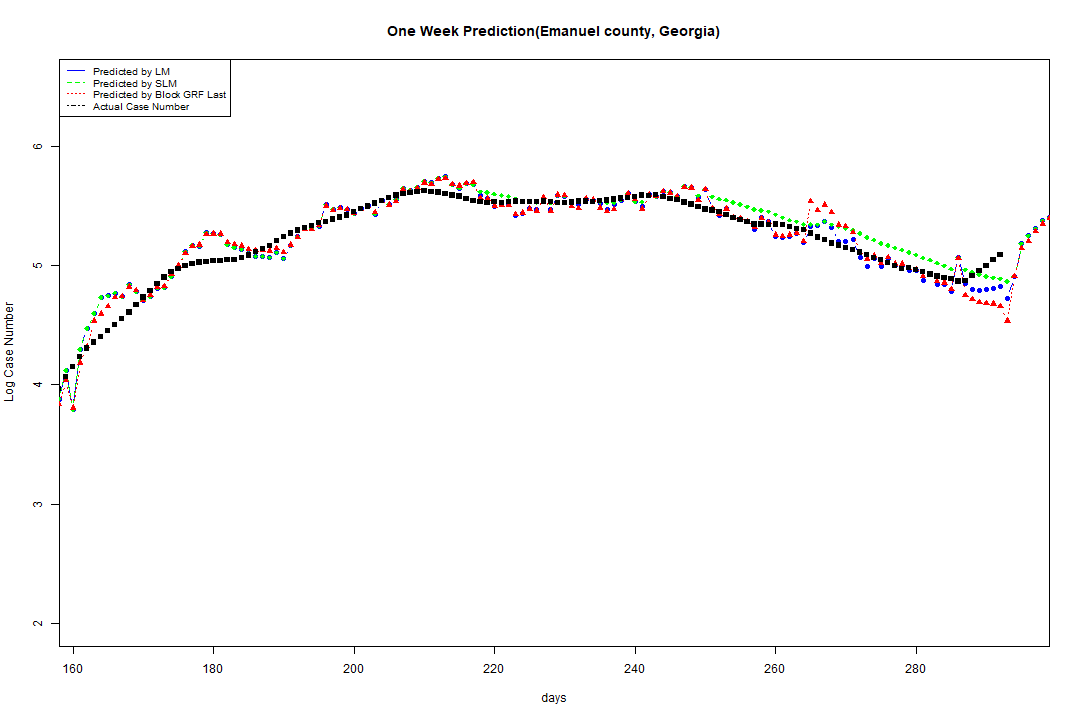 One Week Prediction(Emanuel county, Georgia)
Predicted by LM
Predicted by SLM
Predicted by Block GRF Last
Actual Case Number
6
5
4
3
2
Log Case Number
160 180 200 220 240 260 280
days